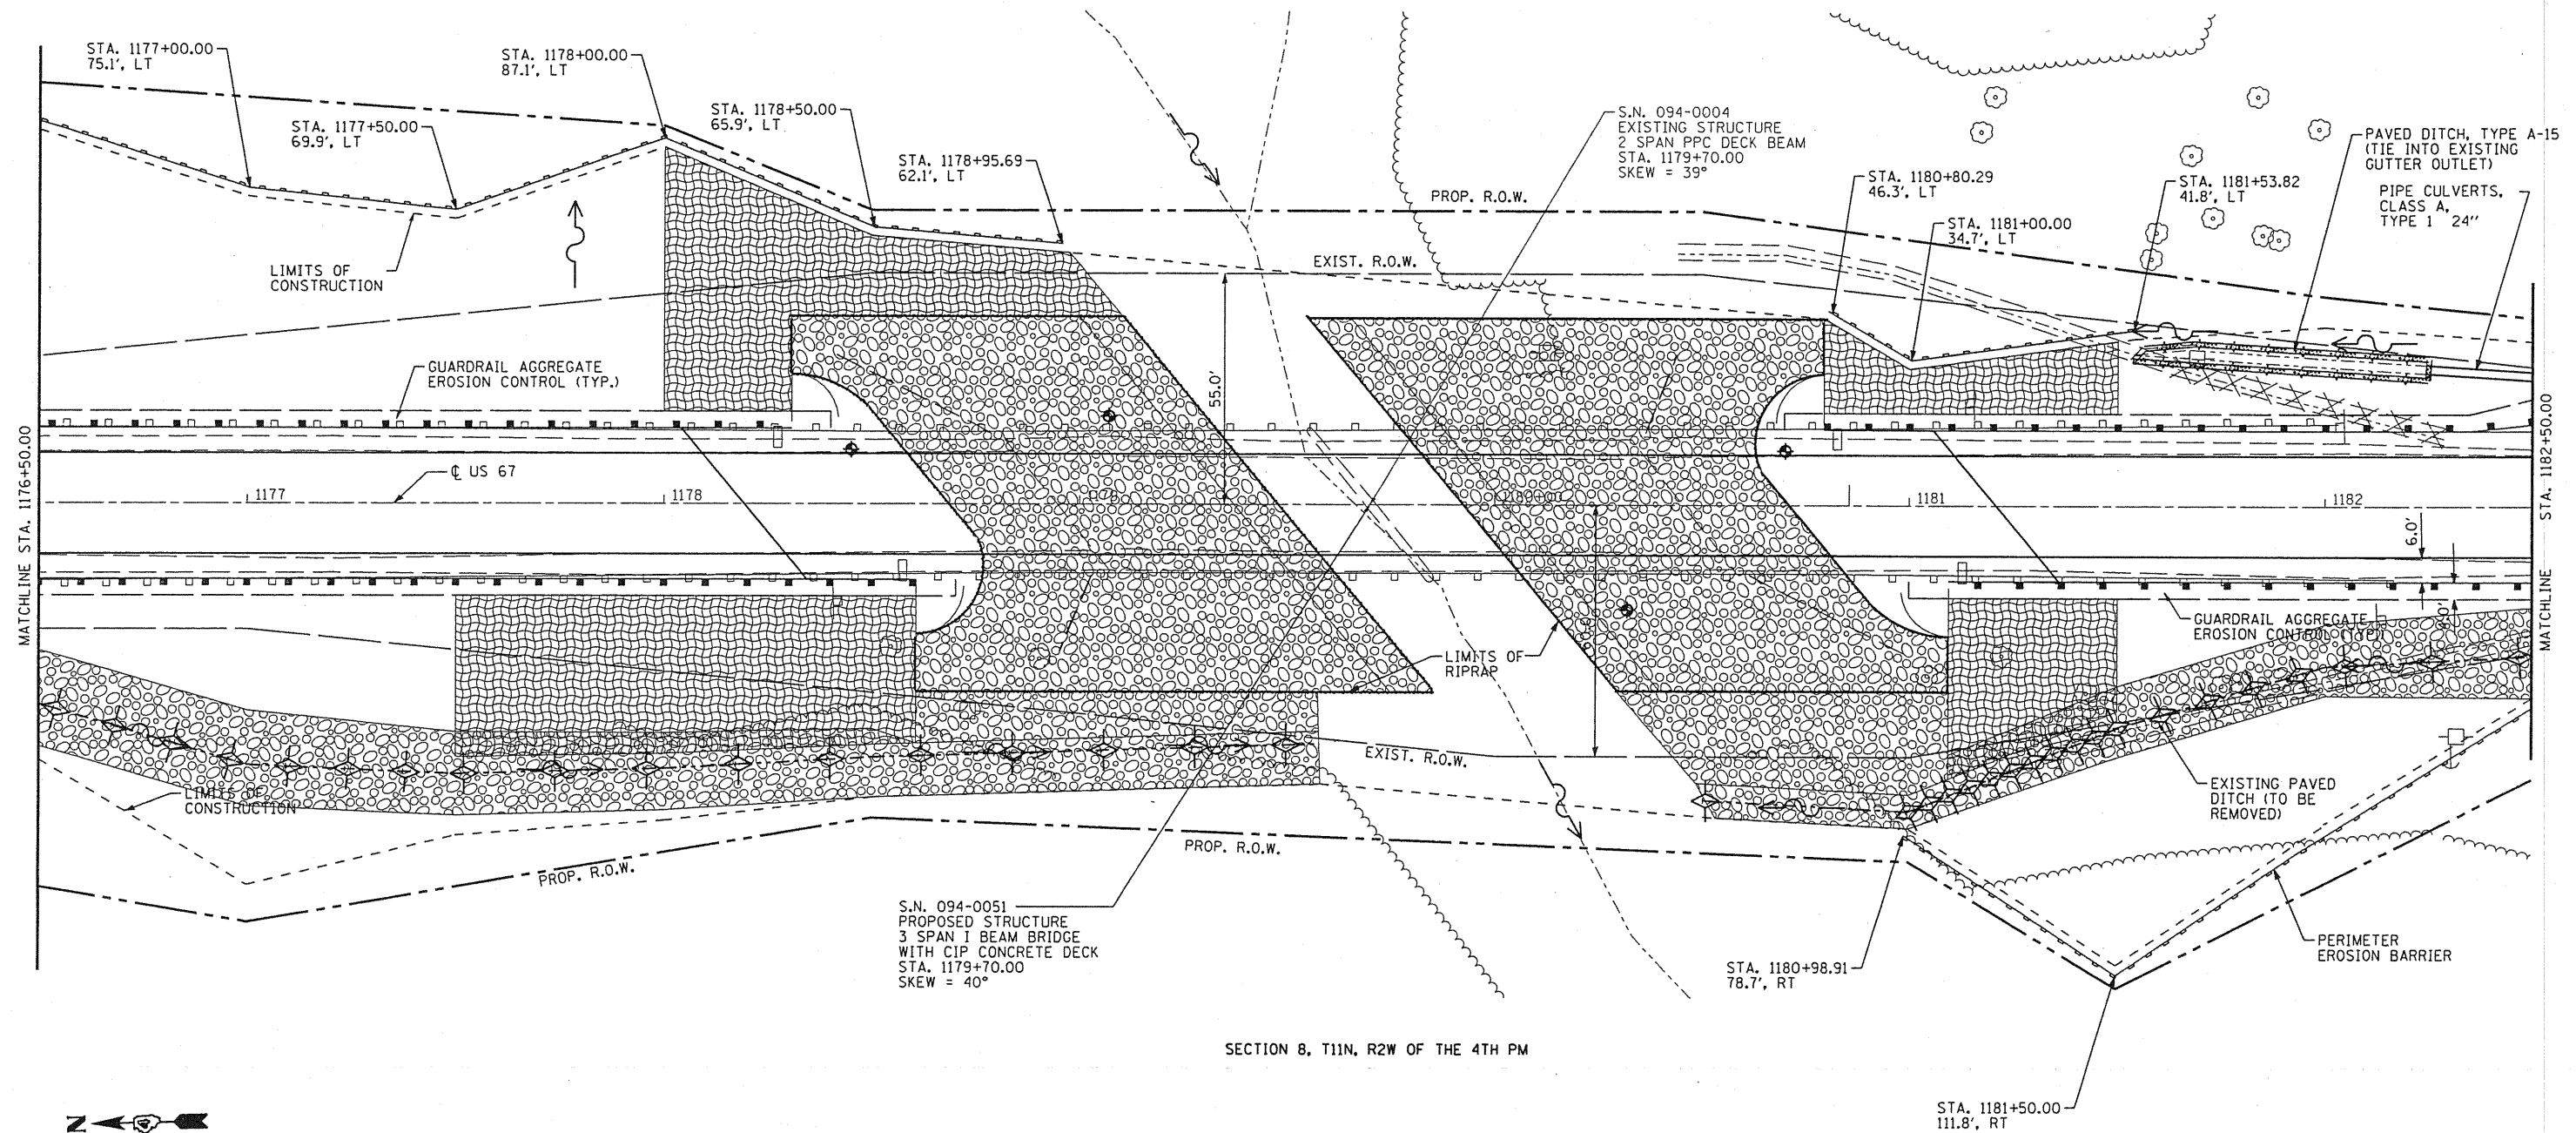 STA. 1177+00.00
75.1', LT
STA. 1178+00.00
87.1', LT
STA. 1177+50.00
69.9', LT
STA. 1178+50.00
65.9', LT
STA. 1178+95.69
62.1', LT
S.N. 094-0004
EXISTING STRUCTURE
2 SPAN PPC DECK BEAM
STA. 1179+70.00
SKEW = 39°
PAVED DITCH, TYPE A-15
(TIE INTO EXISTING
GUTTER OUTLET)
PIPE CULVERTS,
CLASS A,
TYPE 1 24"
STA. 1180+80.29
46.3', LT
STA. 1181+53.82
41.8', LT
STA. 1181+00.00
34.7', LT
PROP. R.O.W.
EXIST. R.O.W.
LIMITS OF
CONSTRUCTION
GUARDRAIL AGGREGATE
EROSION CONTROL (TYP.)
55.0'
MATCHLINE STA. 1176+50.00
℄ US 67
1177
1178
1179
1180+00
1181
1182
MATCHLINE STA. 1182+50.00
6.0'
GUARDRAIL AGGREGATE
EROSION CONTROL (TYP)
LIMITS OF
RIPRAP
EXIST. R.O.W.
LIMITS OF
CONSTRUCTION
EXISTING PAVED
DITCH (TO BE
REMOVED)
PROP. R.O.W.
PROP. R.O.W.
S.N. 094-0051
PROPOSED STRUCTURE
3 SPAN I BEAM BRIDGE
WITH CIP CONCRETE DECK
STA. 1179+70.00
SKEW = 40°
STA. 1180+98.91
78.7', RT
PERIMETER
EROSION BARRIER
SECTION 8, T11N, R2W OF THE 4TH PM
STA. 1181+50.00
111.8', RT
N